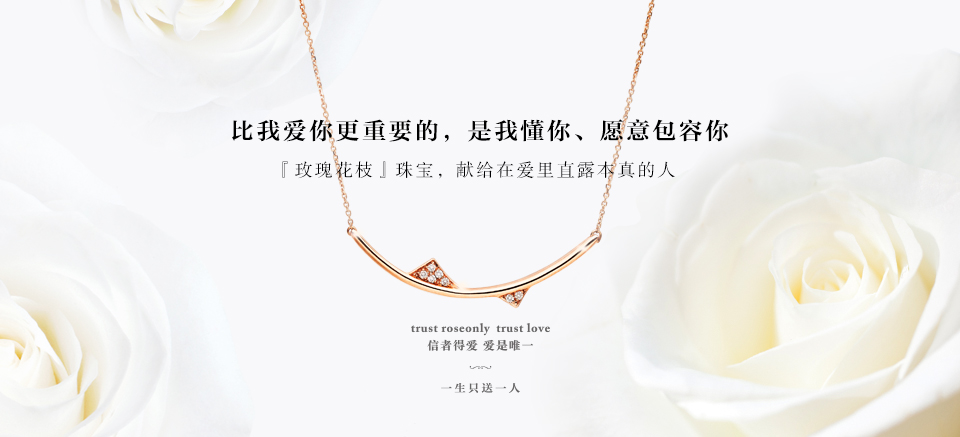 比我爱你更重要的，是我懂你、愿意包容你
『玫瑰花枝』珠宝，献给在爱里直露本真的人
trust roseonly trust love
信者得爱 爱是唯一
一生只送一人